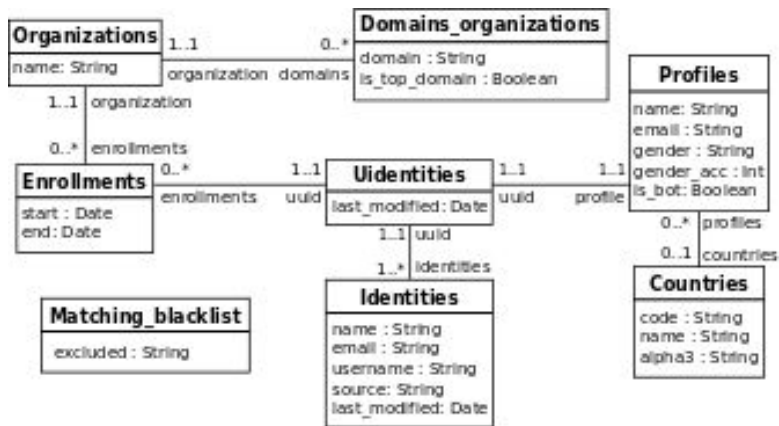 Organizations
name: String
1..1
organization
0..*
domains
Domains_organizations
domain : String
is_top_domain : Boolean
Profiles
name: String
email : String
gender : String
gender_acc : Int
is_bot: Boolean
1..1
organization
0..*
enrollments
Enrollments
start : Date
end: Date
0..*
enrollments
1..1
uuid
Uidentities
last_modified: Date
1..1
uuid
1..1
profile
1..1
uuid
1..*
identities
0..*
profiles
0..1
countries
Countries
code : String
name : String
alpha3 : String
Matching_blacklist
excluded : String
Identities
name : String
email : String
username : String
source: String
last_modified: Date